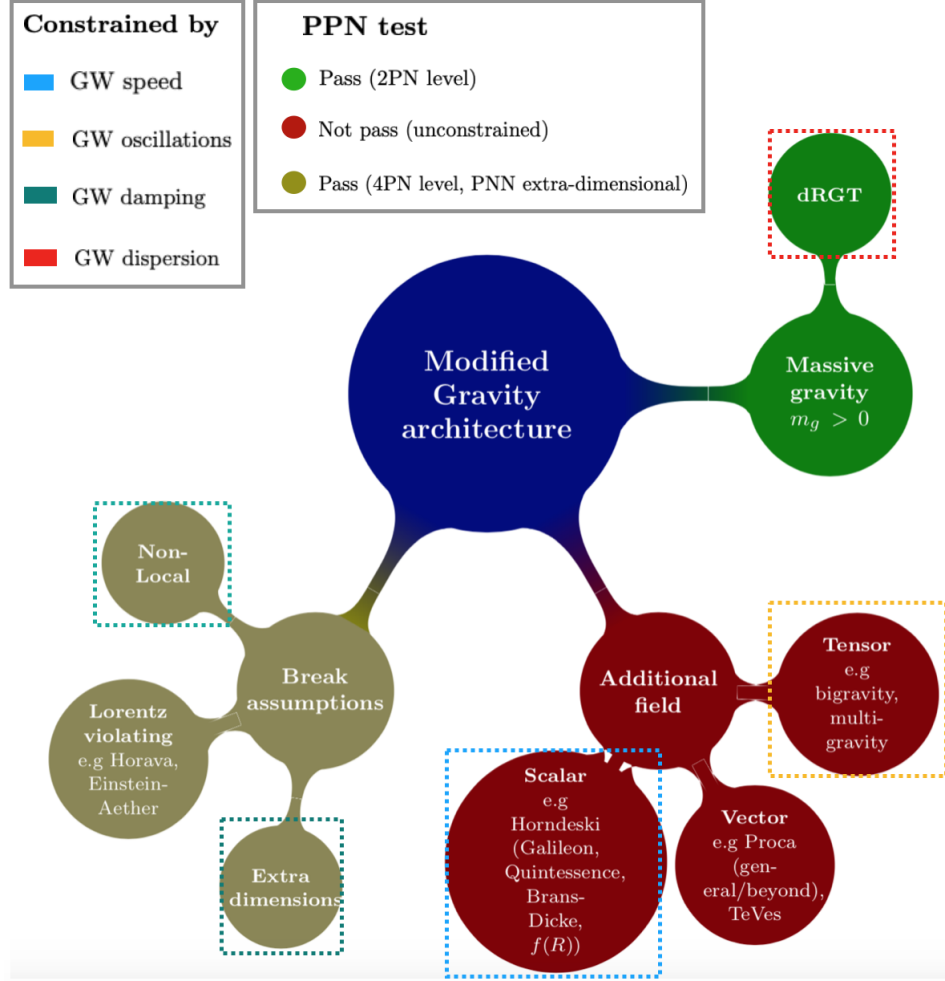 Constrained by
GW speed
GW oscillations
GW damping
GW dispersion
PPN test
Pass (2PN level)
Not pass (unconstrained)
Pass (4PN level, PNN extra-dimensional)
dRGT
Massive
gravity
m_g > 0
Modified
Gravity
architecture
Non-
Local
Break
assumptions
Lorentz
violating
e.g Horava,
Einstein-
Aether
Extra
dimensions
Additional
field
Tensor
e.g
bigravity,
multi-
gravity
Scalar
e.g
Horndeski
(Galileon,
Quintessence,
Brans-
Dicke,
f(R))
Vector
e.g Proca
(gen-
eral/beyond),
TeVes